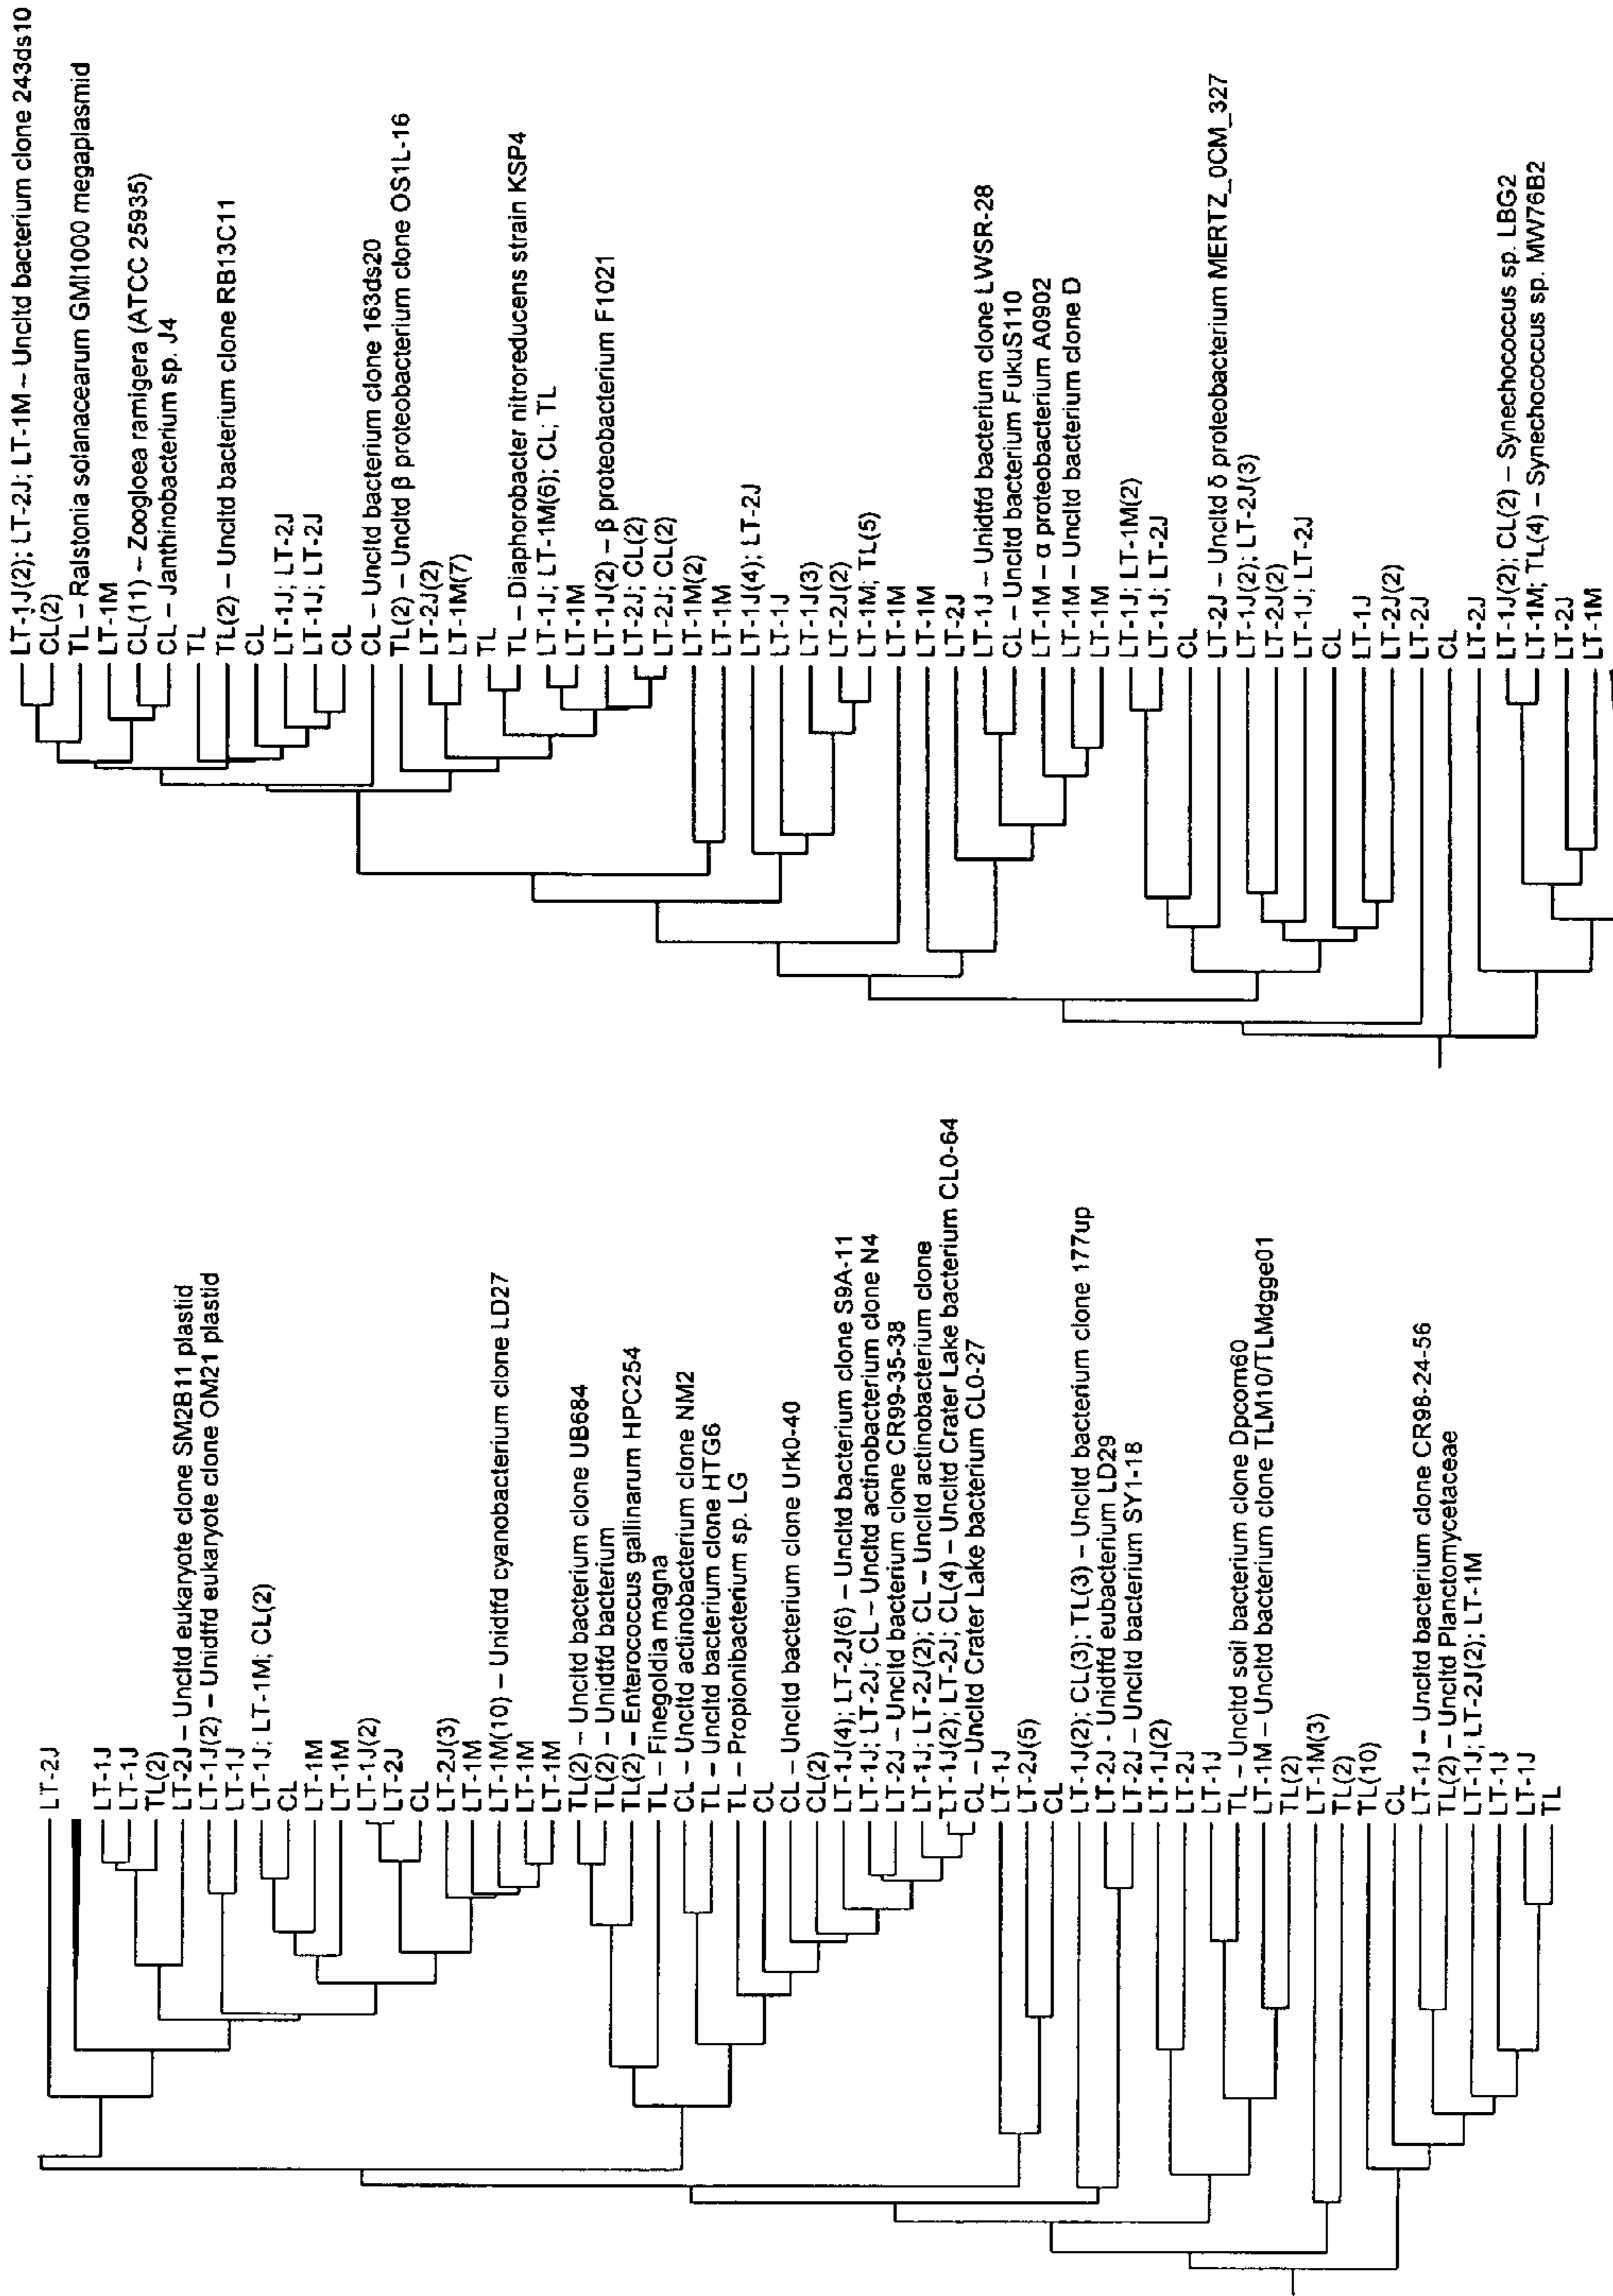 LT-1J(2); LT-2J; LT-1M – Uncltd bacterium clone 243ds10
CL(2)
TL – Ralstonia solanacearum GMI1000 megaplasmid
LT-1M
CL(11) – Zoogloea ramigera (ATCC 25935)
CL – Janthinobacterium sp. J4
TL
TL(2) – Uncltd bacterium clone RB13C11
CL
LT-1J; LT-2J
LT-1J; LT-2J
CL
CL – Uncltd bacterium clone 163ds20
TL(2) – Uncltd β proteobacterium clone OS1L-16
LT-2J(2)
LT-1M(7)
TL
TL – Diaphorobacter nitroreducens strain KSP4
LT-1J; LT-1M(6); CL; TL
LT-1M
LT-1J(2) – β proteobacterium F1021
LT-2J; CL(2)
LT-2J; CL(2)
LT-1M(2)
LT-1M
LT-1J(4); LT-2J
LT-1J
LT-1J(3)
LT-2J(2)
LT-1M; TL(5)
LT-1M
LT-1M
LT-2J
LT-1J – Unidtfd bacterium clone LWSR-28
CL – Uncltd bacterium FukuS110
LT-1M – α proteobacterium A0902
LT-1M – Uncltd bacterium clone D
LT-1M
LT-1J; LT-1M(2)
LT-1J; LT-2J
CL
LT-2J – Uncltd δ proteobacterium MERTZ_0CM_327
LT-1J(2); LT-2J(3)
LT-2J(2)
LT-1J; LT-2J
CL
LT-1J
LT-2J(2)
LT-2J
CL
LT-2J
LT-1J(2); CL(2) – Synechococcus sp. LBG2
LT-1M; TL(4) – Synechococcus sp. MW76B2
LT-2J
LT-1M
LT-2J
LT-1J
LT-1J
TL(2)
LT-2J – Uncltd eukaryote clone SM2B11 plastid
LT-1J(2) – Unidtfd eukaryote clone OM21 plastid
LT-1J
LT-1J; LT-1M; CL(2)
CL
LT-1M
LT-1M
LT-1J(2)
LT-2J
CL
LT-2J(3)
LT-1M
LT-1M(10) – Unidtfd cyanobacterium clone LD27
LT-1M
LT-1M
TL(2) – Uncltd bacterium clone UB684
TL(2) – Unidtfd bacterium
TL(2) – Enterococcus gallinarum HPC254
TL – Finegoldia magna
CL – Uncltd actinobacterium clone NM2
TL – Uncltd bacterium clone HTG6
TL – Propionibacterium sp. LG
CL
CL – Uncltd bacterium clone Urk0-40
CL(2)
LT-1J(4); LT-2J(6) – Uncltd bacterium clone S9A-11
LT-1J; LT-2J; CL – Uncltd actinobacterium clone N4
LT-2J – Uncltd bacterium clone CR99-35-38
LT-1J; LT-2J(2); CL – Uncltd actinobacterium clone
LT-1J(2); LT-2J; CL(4) – Uncltd Crater Lake bacterium CL0-64
CL – Uncltd Crater Lake bacterium CL0-27
LT-1J
LT-2J(5)
CL
LT-1J(2); CL(3); TL(3) – Uncltd bacterium clone 177up
LT-2J - Unidtfd eubacterium LD29
LT-2J – Uncltd bacterium SY1-18
LT-1J(2)
LT-2J
LT-1J
TL – Uncltd soil bacterium clone Dpcom60
LT-1M – Uncltd bacterium clone TLM10/TLMdgge01
TL(2)
LT-1M(3)
TL(2)
TL(10)
CL
LT-1J – Uncltd bacterium clone CR98-24-56
TL(2) – Uncltd Planctomycetaceae
LT-1J; LT-2J(2); LT-1M
LT-1J
LT-1J
TL